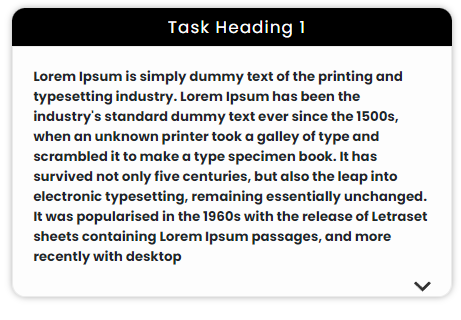 Task Heading 1
Lorem Ipsum is simply dummy text of the printing and
typesetting industry. Lorem Ipsum has been the
industry's standard dummy text ever since the 1500s,
when an unknown printer took a galley of type and
scrambled it to make a type specimen book. It has
survived not only five centuries, but also the leap into
electronic typesetting, remaining essentially unchanged.
It was popularised in the 1960s with the release of Letraset
sheets containing Lorem Ipsum passages, and more
recently with desktop